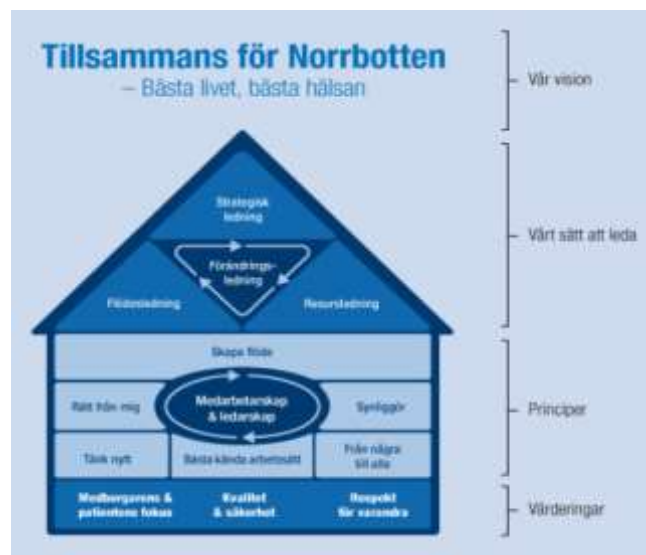 Tillsammans för Norrbotten
– Bästa livet, bästa hälsan
Vår vision
Strategisk
ledning
Förändrings-
ledning
Flödesledning
Resursledning
Vårt sätt att leda
Skapa flöde
Rätt från mig
Medarbetarskap
& ledarskap
Synliggör
Tänk nytt
Bästa kända arbetssätt
Från några
till alla
Principer
Medborgarens &
patientens fokus
Kvalitet
& säkerhet
Respekt
för varandra
Värderingar